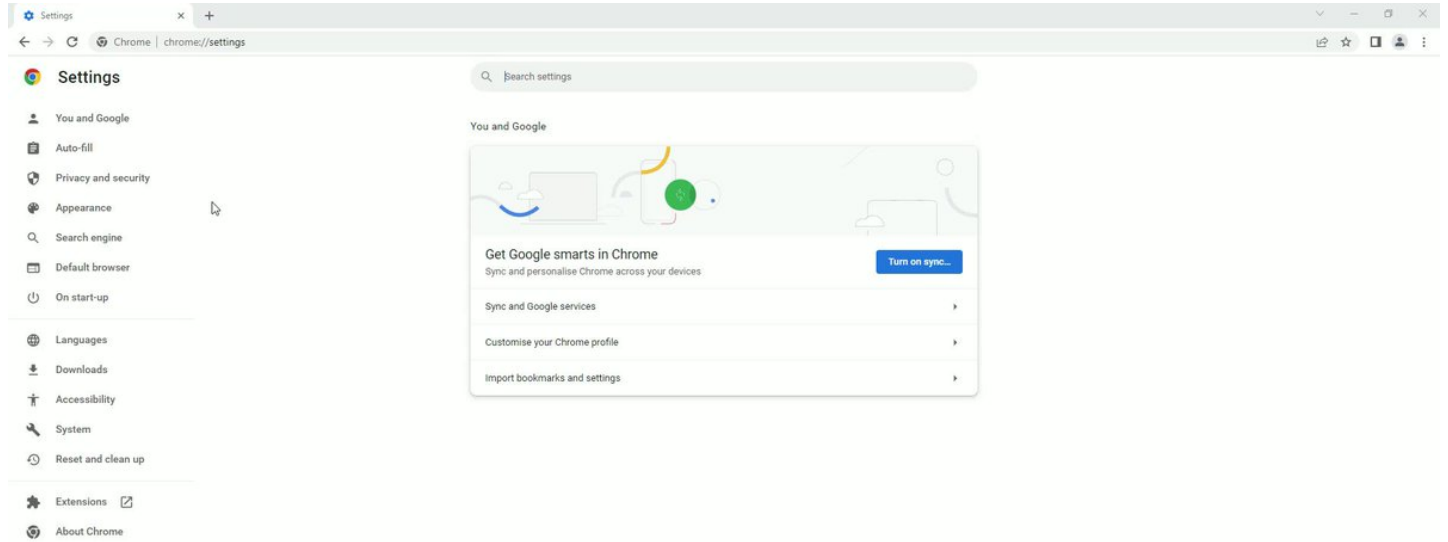 Settings
Chrome | chrome://settings
Settings
Search settings
You and Google
Auto-fill
Privacy and security
Appearance
Search engine
Default browser
On start-up
Languages
Downloads
Accessibility
System
Reset and clean up
Extensions
About Chrome
You and Google
Get Google smarts in Chrome
Sync and personalise Chrome across your devices
Turn on sync...
Sync and Google services
Customise your Chrome profile
Import bookmarks and settings